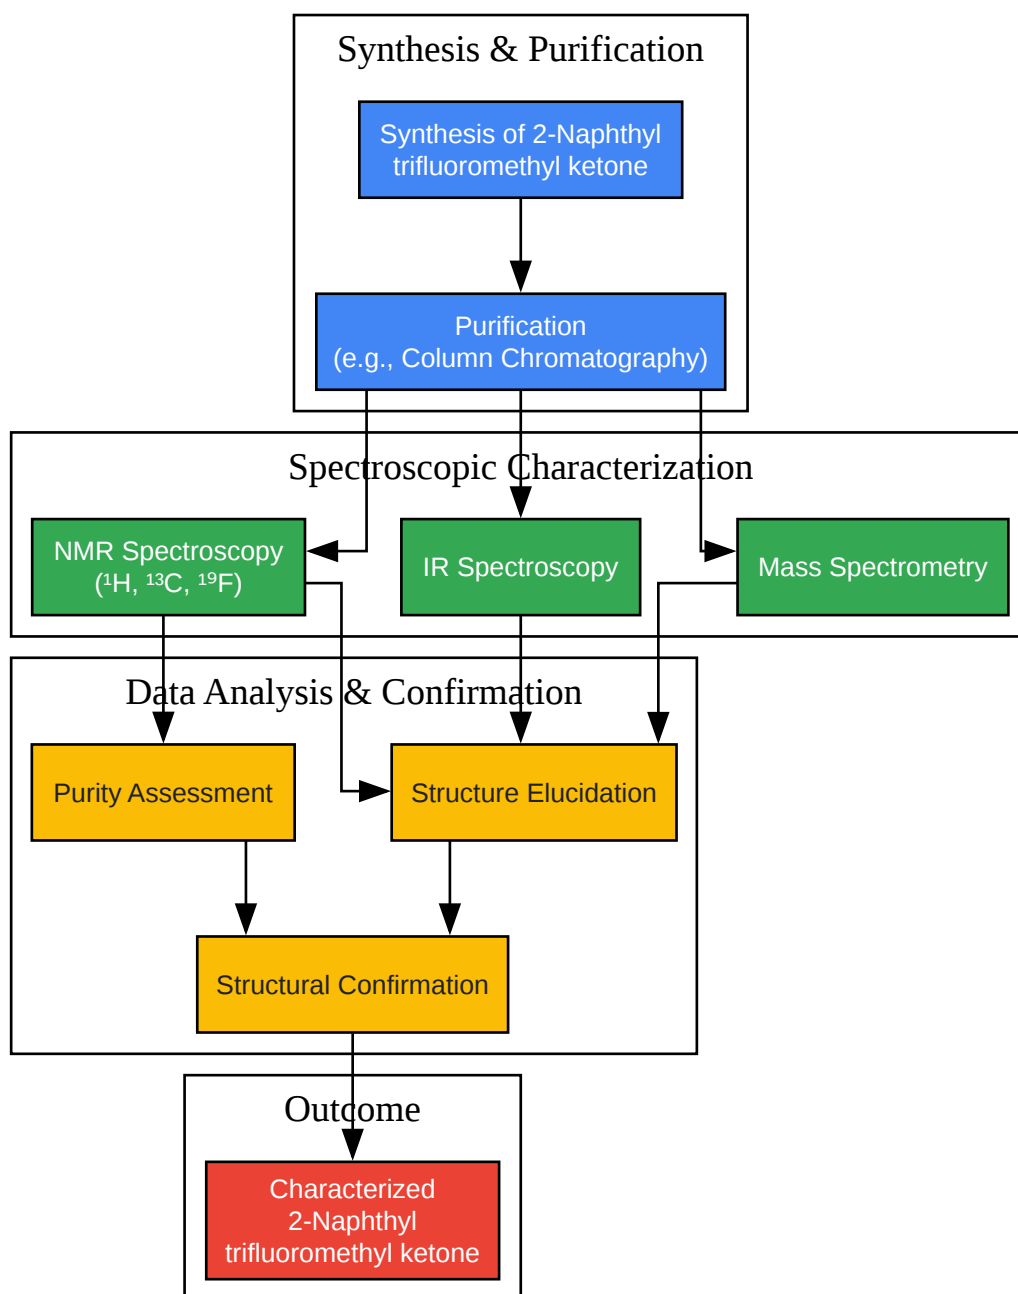 Synthesis & Purification
Synthesis of 2-Naphthyl
trifluoromethyl ketone
Purification
(e.g., Column Chromatography)
Spectroscopic Characterization
NMR Spectroscopy
(¹H, ¹³C, ¹⁹F)
IR Spectroscopy
Mass Spectrometry
Data Analysis & Confirmation
Purity Assessment
Structure Elucidation
Structural Confirmation
Outcome
Characterized
2-Naphthyl
trifluoromethyl ketone